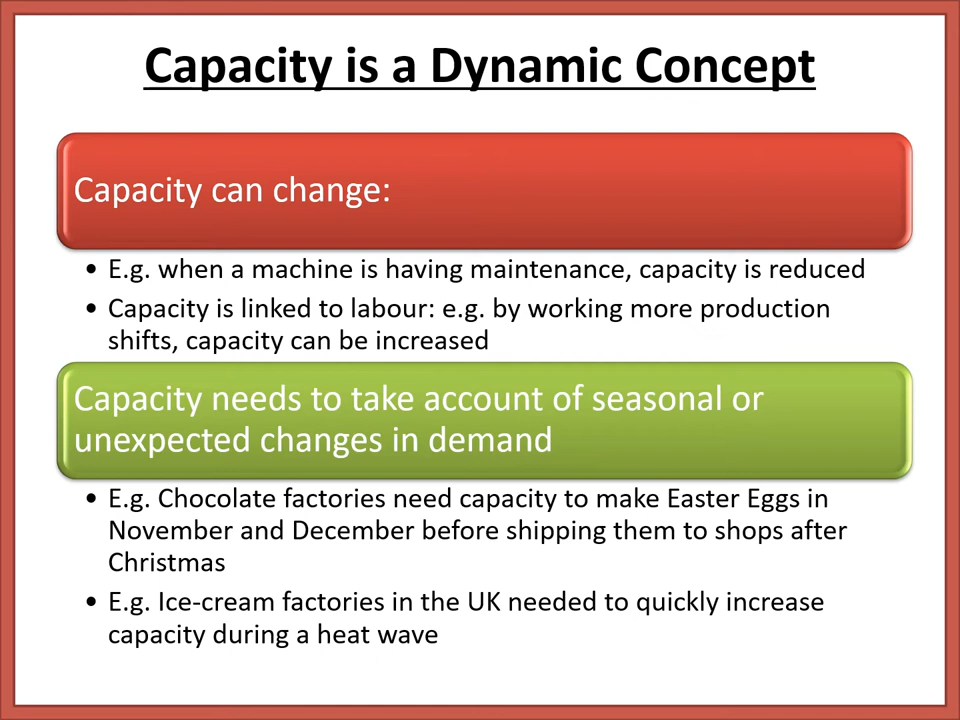 Capacity is a Dynamic Concept
Capacity can change:
• E.g. when a machine is having maintenance, capacity is reduced
• Capacity is linked to labour: e.g. by working more production
shifts, capacity can be increased
Capacity needs to take account of seasonal or
unexpected changes in demand
• E.g. Chocolate factories need capacity to make Easter Eggs in
November and December before shipping them to shops after
Christmas
• E.g. Ice-cream factories in the UK needed to quickly increase
capacity during a heat wave